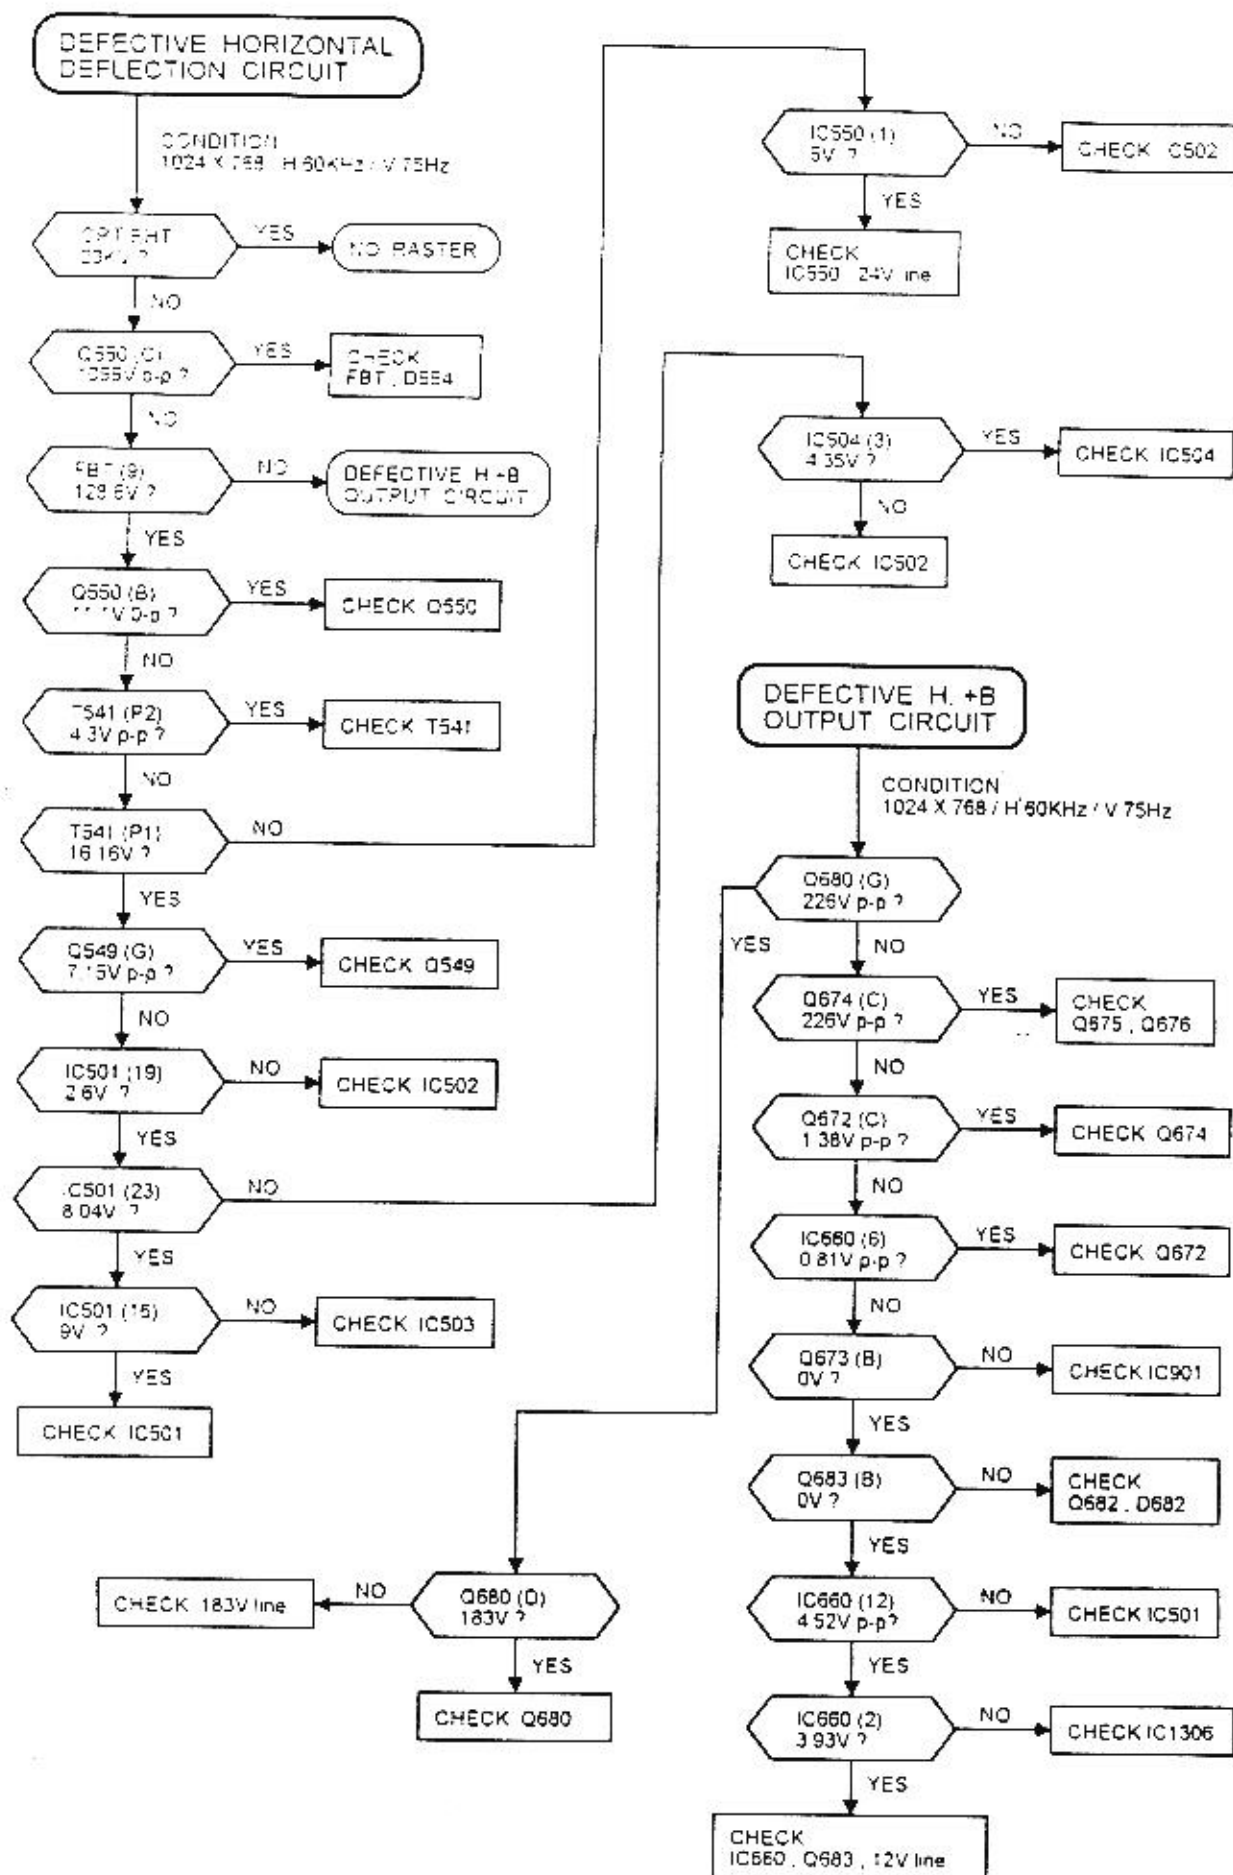 DEFECTIVE HORIZONTAL
DEFLECTION CIRCUIT
CONDITION
1024 X 768 / H 60KHz / V 75Hz
YES
NO RASTER
NO
Q550 (C)
YES
CHECK
FBT , D554
NO
FBT (9)
128.6V ?
NO
DEFECTIVE H.+B
OUTPUT CIRCUIT
YES
Q550 (B)
YES
CHECK Q550
NO
T541 (P2)
4.3V p-p ?
YES
CHECK T541
NO
T541 (P1)
16.16V ?
NO
YES
Q549 (G)
7.15V p-p ?
YES
CHECK Q549
NO
IC501 (19)
2.6V ?
NO
CHECK IC502
YES
IC501 (23)
8.04V ?
NO
YES
IC501 (15)
9V ?
NO
CHECK IC503
YES
CHECK IC501
IC550 (1)
5V ?
NO
CHECK IC502
YES
CHECK
IC550 , 24V line
IC504 (3)
4.35V ?
YES
CHECK IC504
NO
CHECK IC502
DEFECTIVE H. +B
OUTPUT CIRCUIT
CONDITION
1024 X 768 / H 60KHz / V 75Hz
Q680 (G)
226V p-p ?
YES
NO
Q674 (C)
226V p-p ?
YES
CHECK
Q675 , Q676
NO
Q672 (C)
1.38V p-p ?
YES
CHECK Q674
NO
IC660 (6)
0.81V p-p ?
YES
CHECK Q672
NO
Q673 (B)
0V ?
NO
CHECK IC901
YES
Q683 (B)
0V ?
NO
CHECK
Q682 , D682
YES
IC660 (12)
4.52V p-p?
NO
CHECK IC501
YES
IC660 (2)
3.93V ?
NO
CHECK IC1306
YES
CHECK
IC660 , Q683 , 12V line
Q680 (D)
183V ?
NO
CHECK 183V line
YES
CHECK Q680